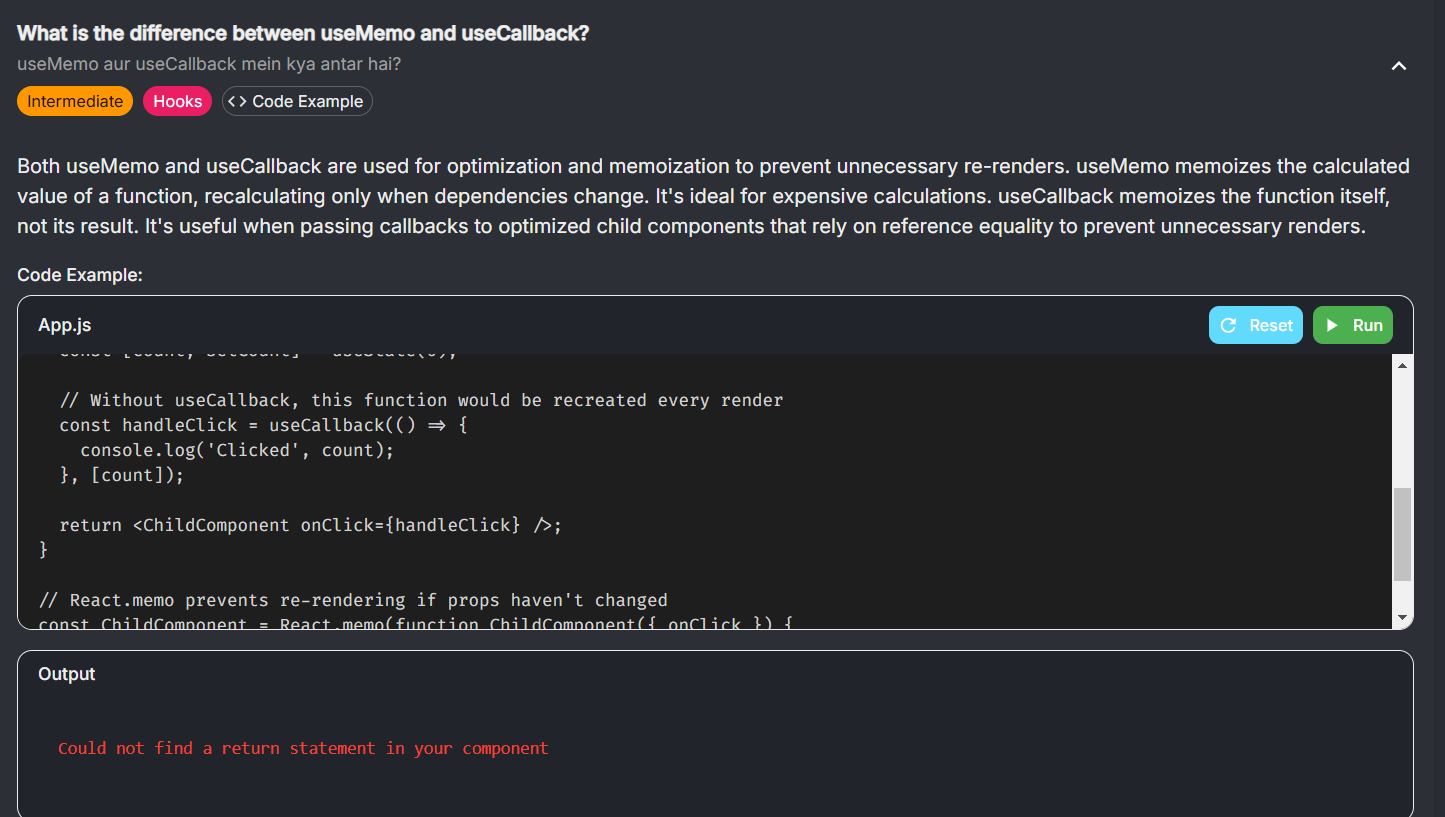 What is the difference between useMemo and useCallback?
useMemo aur useCallback mein kya antar hai?
Intermediate Hooks <> Code Example
Both useMemo and useCallback are used for optimization and memoization to prevent unnecessary re-renders. useMemo memoizes the calculated
value of a function, recalculating only when dependencies change. It's ideal for expensive calculations. useCallback memoizes the function itself,
not its result. It's useful when passing callbacks to optimized child components that rely on reference equality to prevent unnecessary renders.
Code Example:
App.js Reset Run
const [count, setCount] = useState(0);
// Without useCallback, this function would be recreated every render
const handleClick = useCallback(() => {
console.log('Clicked', count);
}, [count]);
return <ChildComponent onClick={handleClick} />;
}
// React.memo prevents re-rendering if props haven't changed
const ChildComponent = React.memo(function ChildComponent({ onClick }) {
Output
Could not find a return statement in your component